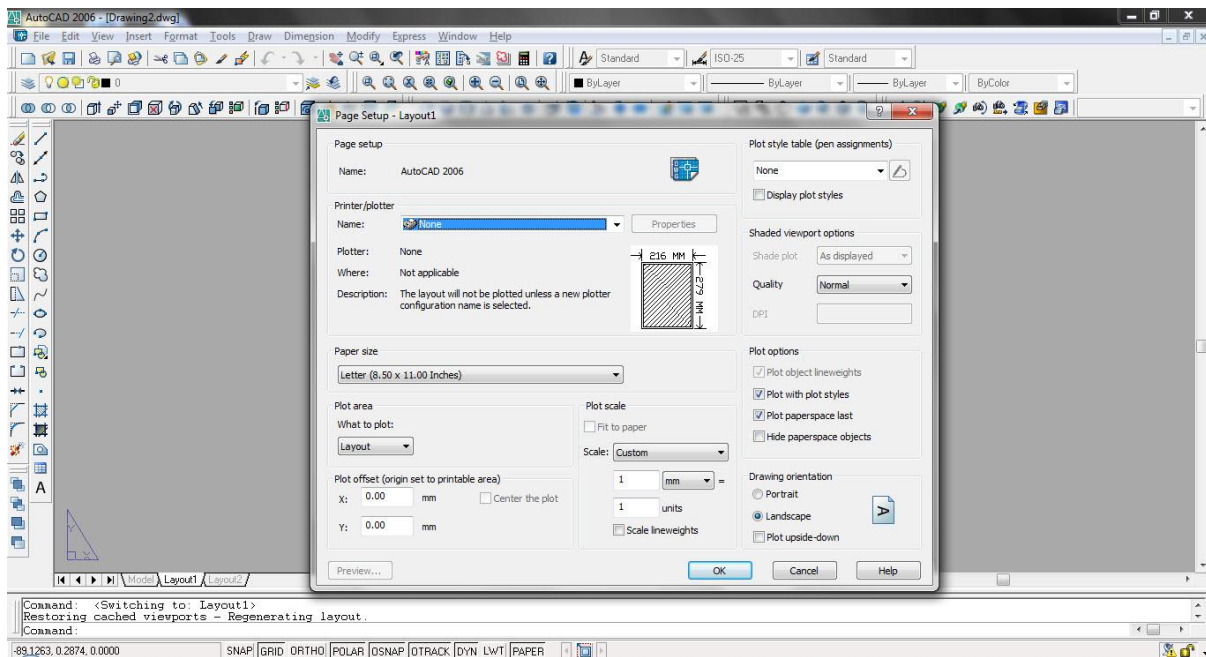 AutoCAD 2006 - [Drawing2.dwg]
File Edit View Insert Format Tools Draw Dimension Modify Express Window Help
Standard ISO-25 Standard
0 ByLayer ByLayer ByLayer ByColor
Page Setup - Layout1
Page setup
Name: AutoCAD 2006
Printer/plotter
Name: None Properties
Plotter: None
Where: Not applicable
Description: The layout will not be plotted unless a new plotter
configuration name is selected.
216 MM
279 MM
Paper size
Letter (8.50 x 11.00 Inches)
Plot area
What to plot:
Layout
Plot offset (origin set to printable area)
X: 0.00 mm Center the plot
Y: 0.00 mm
Plot scale
Fit to paper
Scale: Custom
1 mm =
1 units
Scale lineweights
Plot style table (pen assignments)
None
Display plot styles
Shaded viewport options
Shade plot As displayed
Quality Normal
DPI
Plot options
Plot object lineweights
Plot with plot styles
Plot paperspace last
Hide paperspace objects
Drawing orientation
Portrait
Landscape
A
Plot upside-down
Preview... OK Cancel Help
A
Y
X
Model Layout1 Layout2
Command: <Switching to: Layout1>
Restoring cached viewports - Regenerating layout.
Command:
-89.1263, 0.2874, 0.0000 SNAP GRID ORTHO POLAR OSNAP OTRACK DYN LWT PAPER